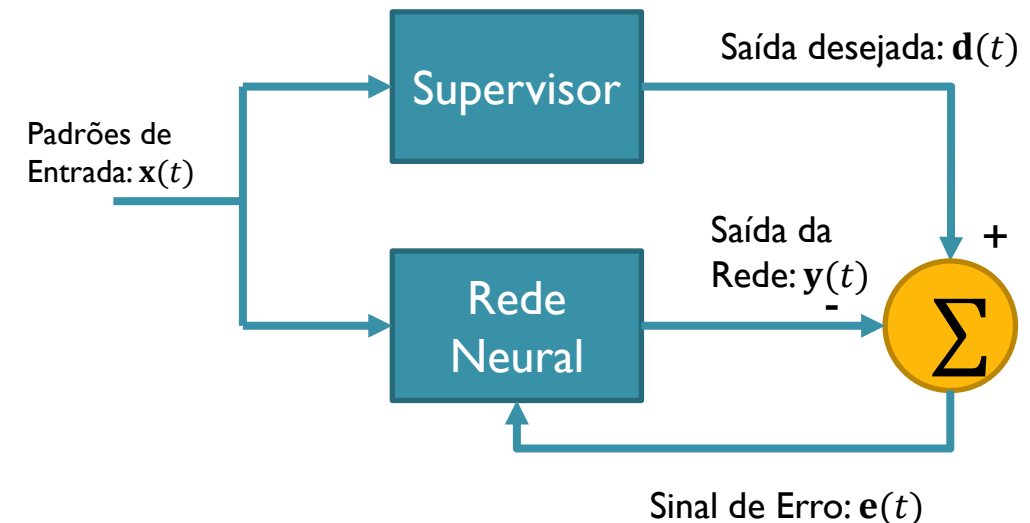 Saída desejada: d(t)
Supervisor
Padrões de
Entrada: x(t)
Saída da
Rede: y(t)
+
-
Rede
Neural
∑
Sinal de Erro: e(t)